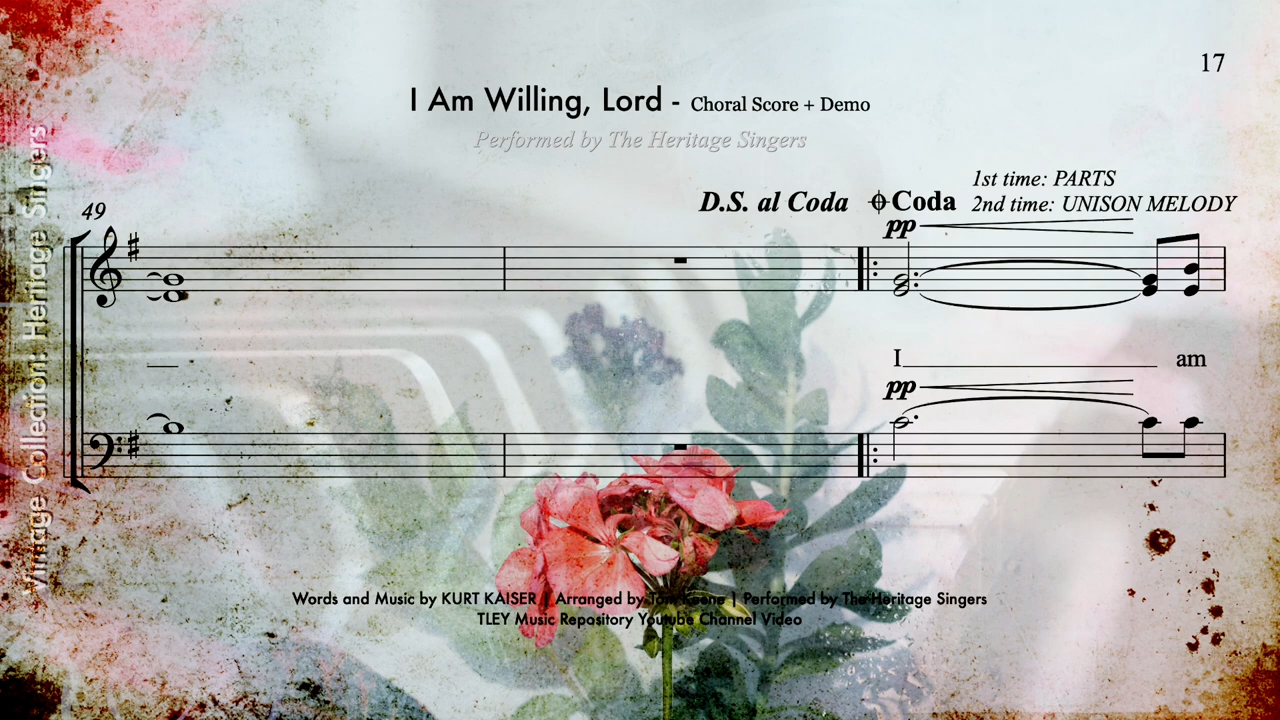 17
I Am Willing, Lord - Choral Score + Demo
Performed by The Heritage Singers
Vintage Collection: Heritage Singers
1st time: PARTS
D.S. al Coda Coda 2nd time: UNISON MELODY
49
pp
I am
pp
Words and Music by KURT KAISER | Arranged by Tom Keene | Performed by The Heritage Singers
TLEY Music Repository Youtube Channel Video